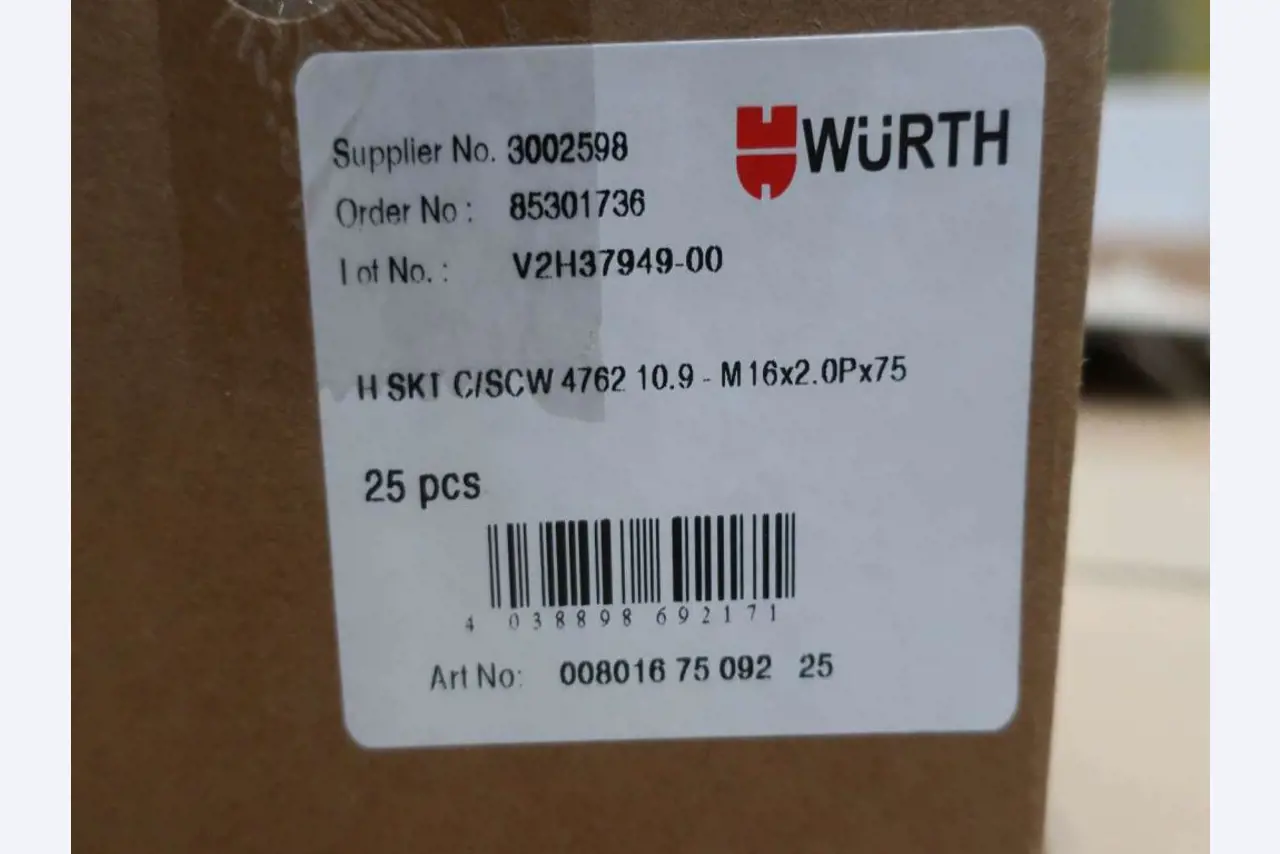 WÜRTH
Supplier No. 3002598
Order No : 85301736
Lot No. : V2H37949-00
H SKT C/SCW 4762 10.9 - M16x2.0Px75
25 pcs
4 038898 692171
Art No: 008016 75 092 25